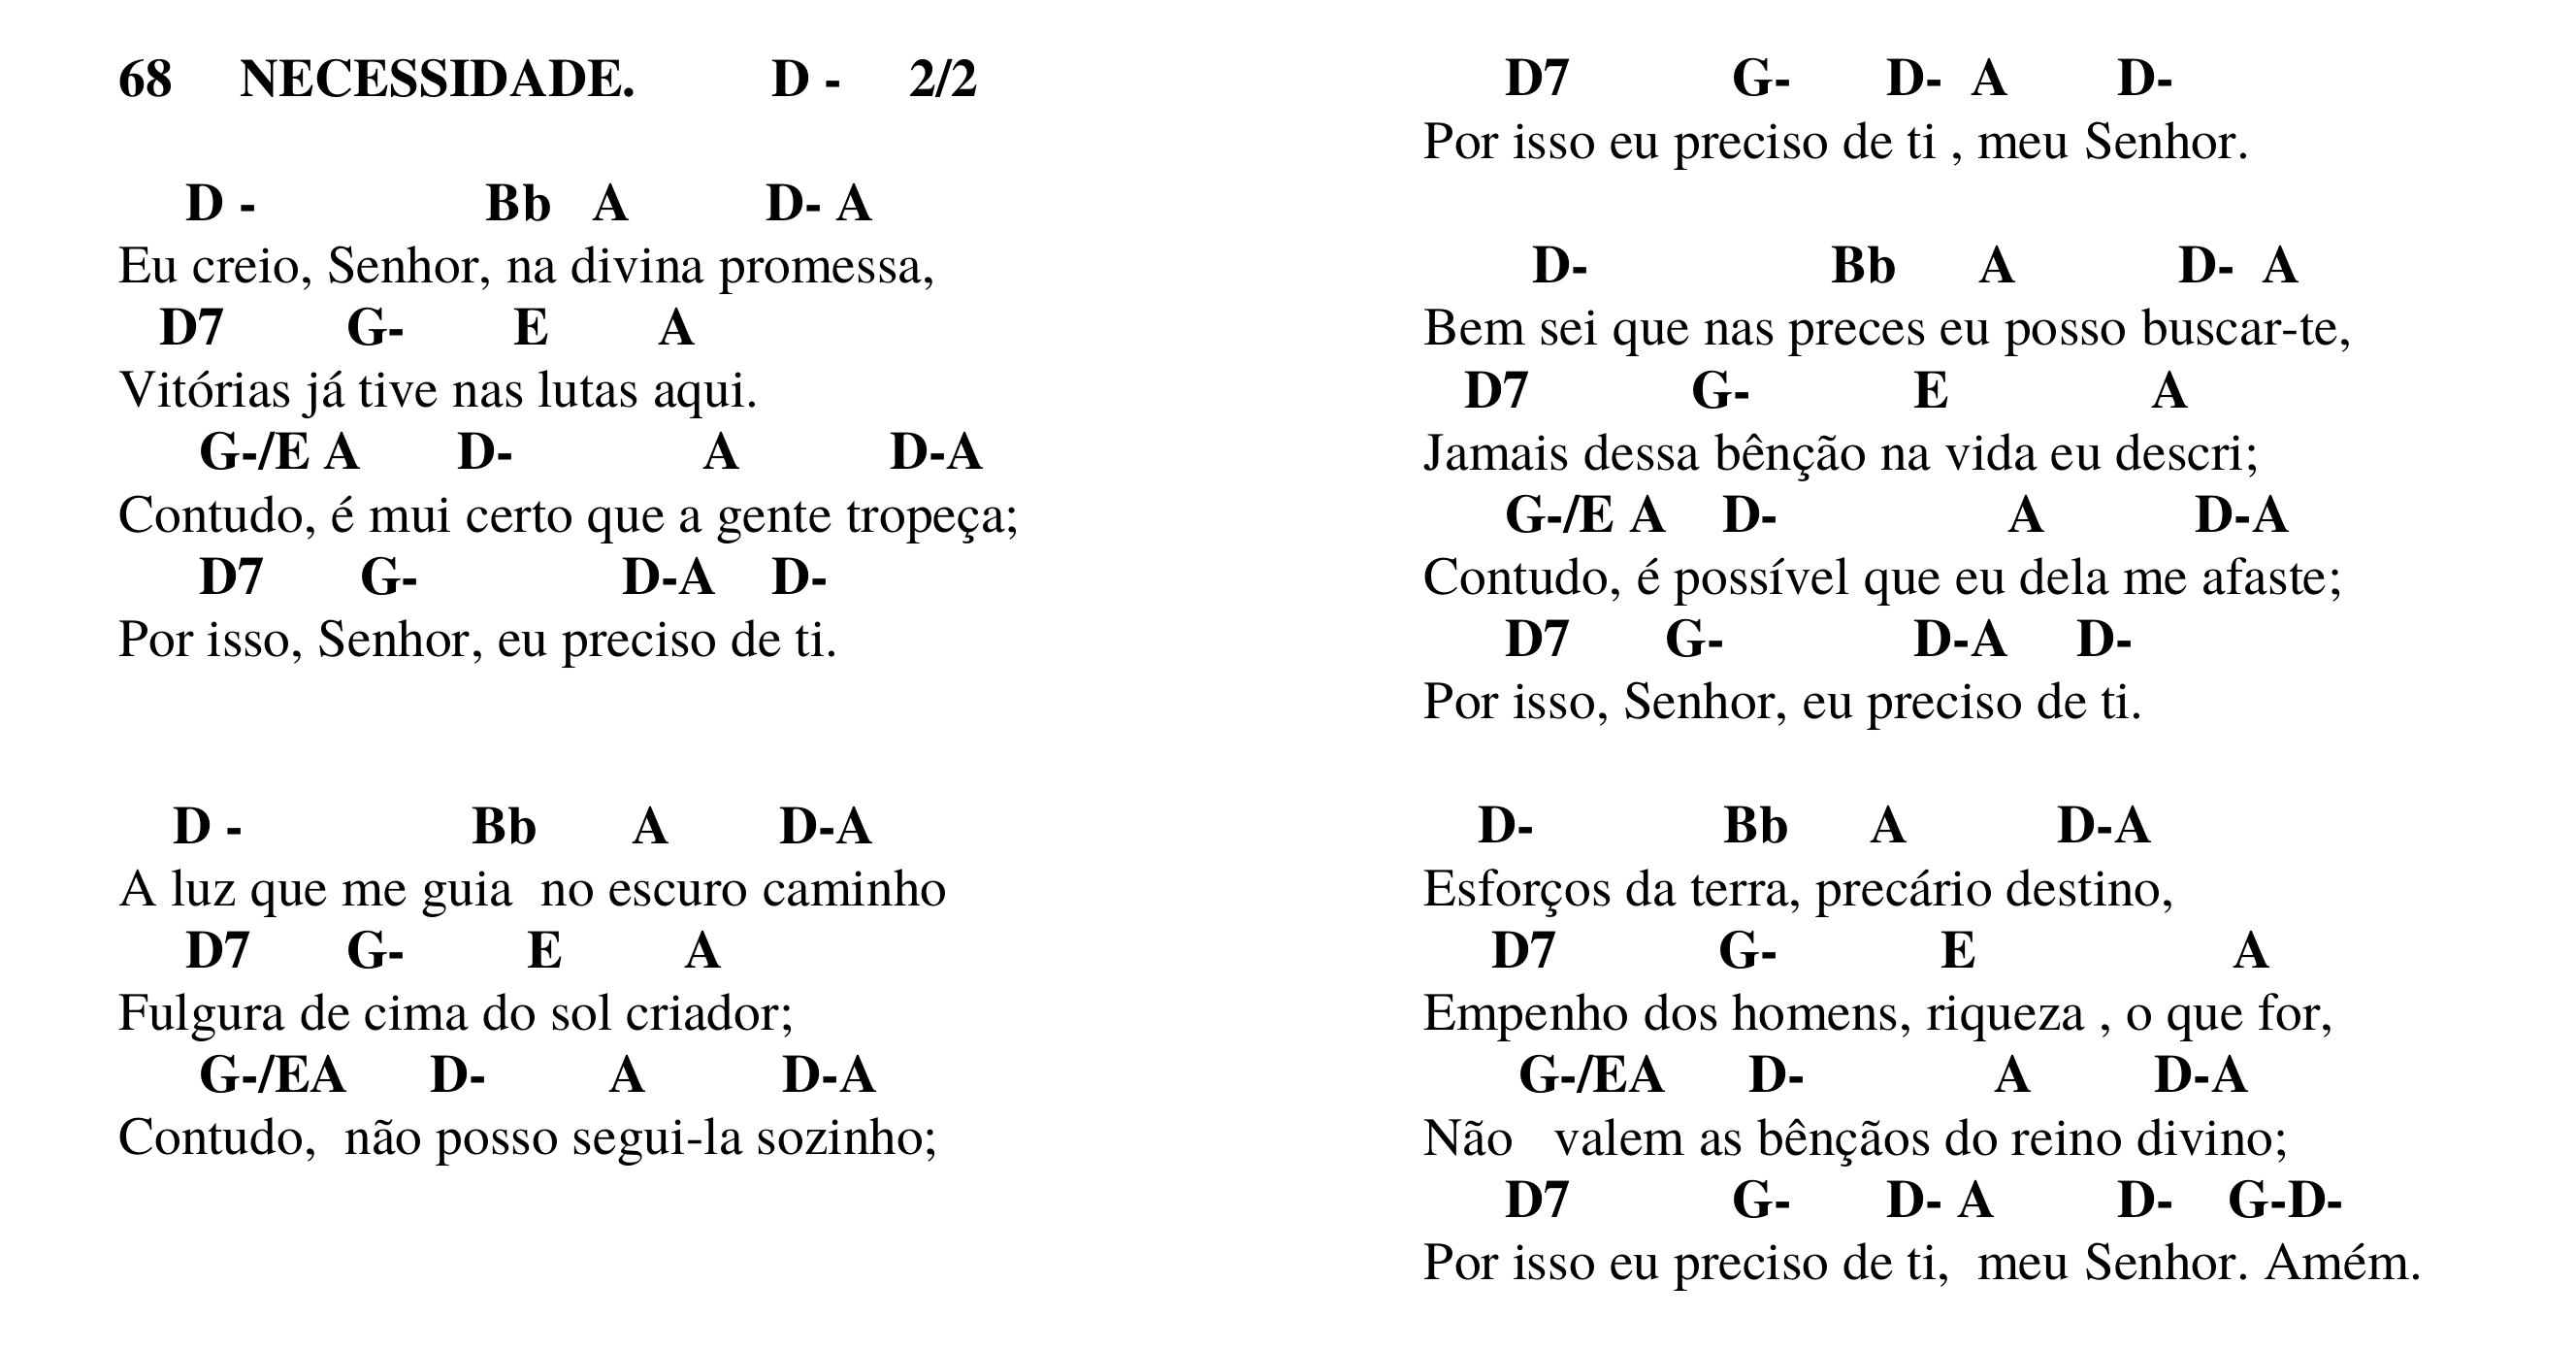 68 NECESSIDADE. D - 2/2
D - Bb A D- A
Eu creio, Senhor, na divina promessa,
D7 G- E A
Vitórias já tive nas lutas aqui.
G-/E A D- A D-A
Contudo, é mui certo que a gente tropeça;
D7 G- D-A D-
Por isso, Senhor, eu preciso de ti.
D - Bb A D-A
A luz que me guia no escuro caminho
D7 G- E A
Fulgura de cima do sol criador;
G-/EA D- A D-A
Contudo, não posso segui-la sozinho;
D7 G- D- A D-
Por isso eu preciso de ti , meu Senhor.
D- Bb A D- A
Bem sei que nas preces eu posso buscar-te,
D7 G- E A
Jamais dessa bênção na vida eu descri;
G-/E A D- A D-A
Contudo, é possível que eu dela me afaste;
D7 G- D-A D-
Por isso, Senhor, eu preciso de ti.
D- Bb A D-A
Esforços da terra, precário destino,
D7 G- E A
Empenho dos homens, riqueza , o que for,
G-/EA D- A D-A
Não valem as bênçãos do reino divino;
D7 G- D- A D- G-D-
Por isso eu preciso de ti, meu Senhor. Amém.